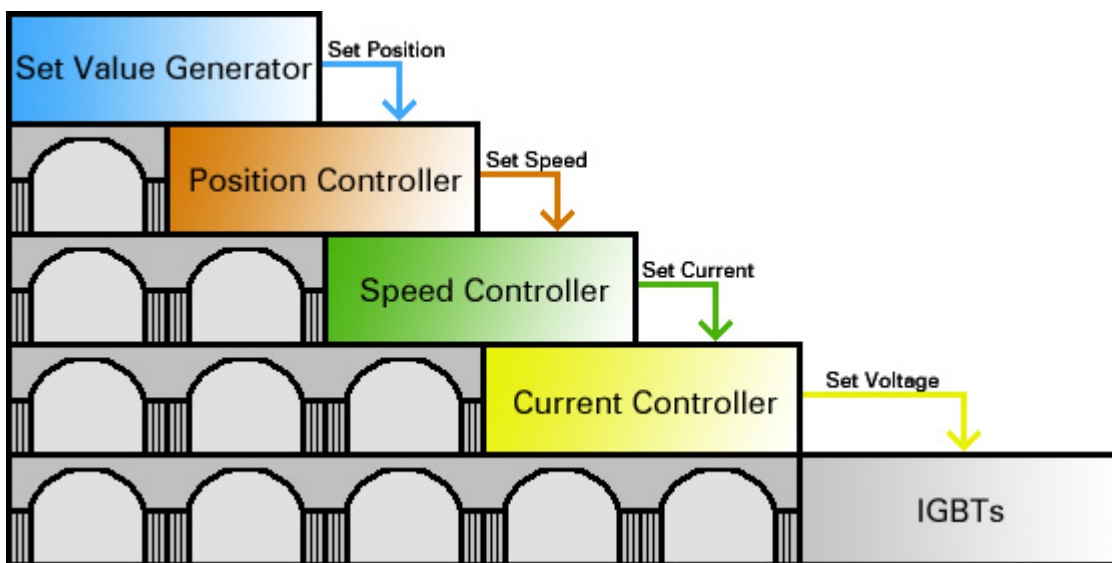 Set Value Generator
Set Position
Position Controller
Set Speed
Speed Controller
Set Current
Current Controller
Set Voltage
IGBTs